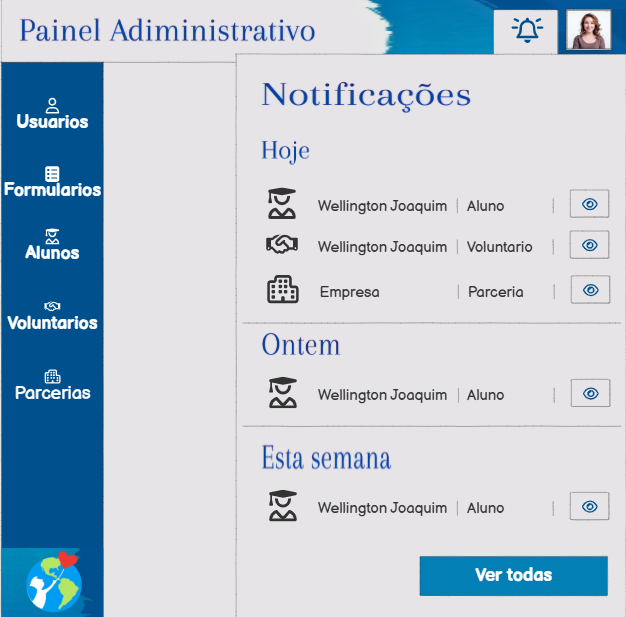 Painel Adiministrativo
Usuarios
Formularios
Alunos
Voluntarios
Parcerias
Notificações
Hoje
Wellington Joaquim | Aluno |
Wellington Joaquim | Voluntario |
Empresa | Parceria |
Ontem
Wellington Joaquim | Aluno |
Esta semana
Wellington Joaquim | Aluno |
Ver todas